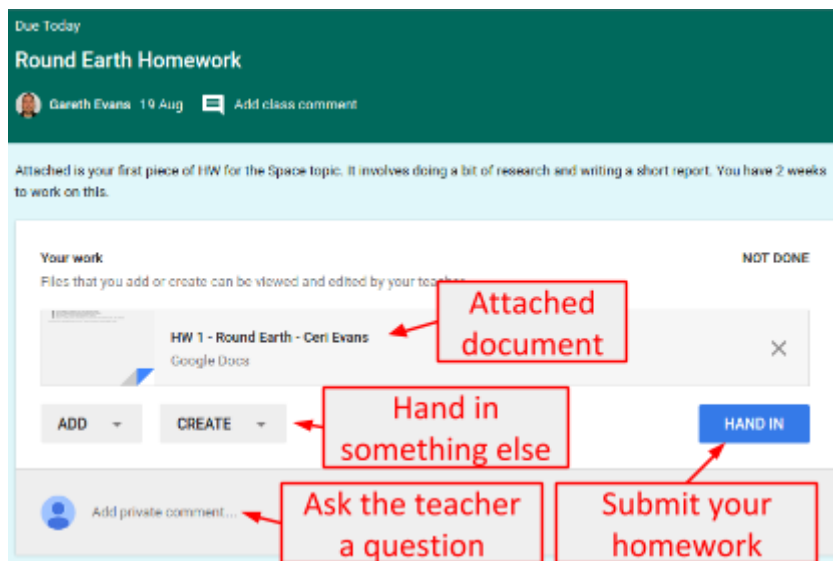 Due Today
Round Earth Homework
Gareth Evans 19 Aug Add class comment
Attached is your first piece of HW for the Space topic. It involves doing a bit of research and writing a short report. You have 2 weeks
to work on this.
Your work NOT DONE
Files that you add or create can be viewed and edited by your teacher
Attached
document
HW 1 - Round Earth - Ceri Evans
Google Docs
ADD CREATE
Hand in
something else
HAND IN
Add private comment...
Ask the teacher
a question
Submit your
homework